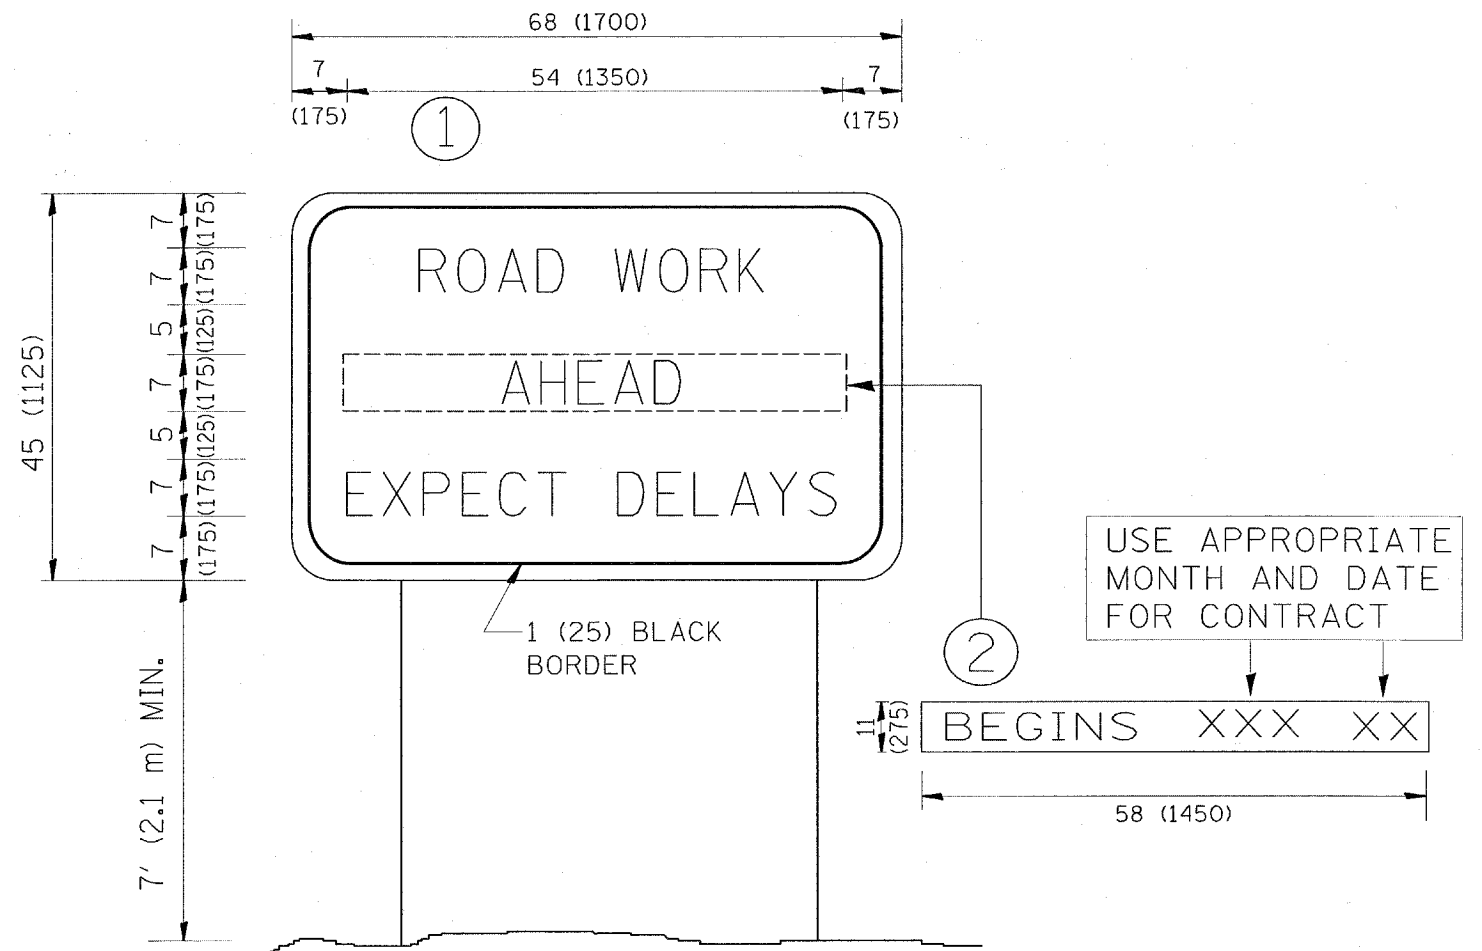 68 (1700)
7
54 (1350)
7
(175)
(175)
1
45 (1125)
7
(175)
7
(175)
5
(125)
7
(175)
5
(125)
7
(175)
7
(175)
ROAD WORK
AHEAD
EXPECT DELAYS
1 (25) BLACK
BORDER
7' (2.1 m) MIN.
2
USE APPROPRIATE
MONTH AND DATE
FOR CONTRACT
11
(275)
BEGINS XXX XX
58 (1450)